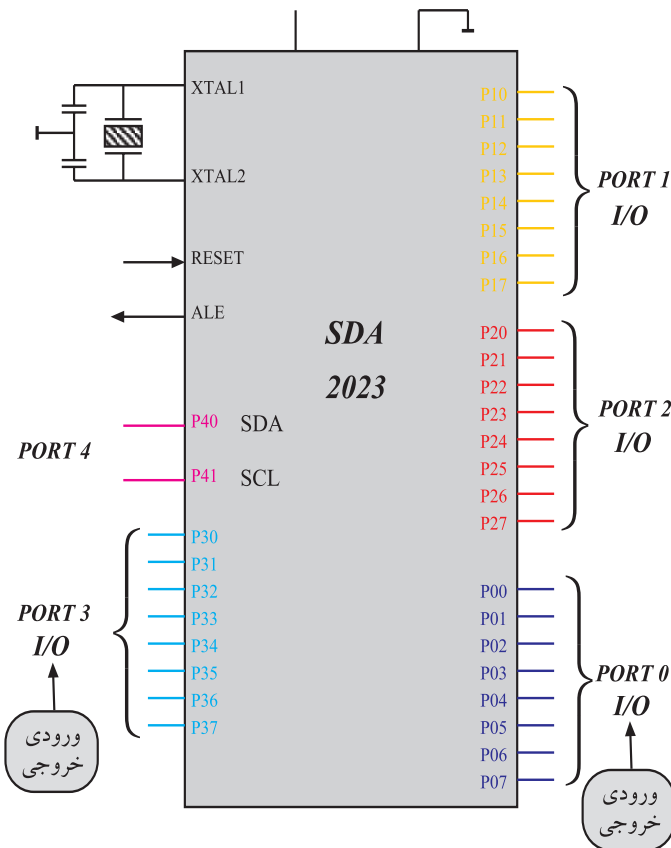 XTAL1
XTAL2
RESET
ALE
P40 SDA
PORT 4
P41 SCL
P30
P31
P32
P33
P34
P35
P36
P37
PORT 3
I/O
ورودی
خروجی
SDA
2023
P10
P11
P12
P13
P14
P15
P16
P17
PORT 1
I/O
P20
P21
P22
P23
P24
P25
P26
P27
PORT 2
I/O
P00
P01
P02
P03
P04
P05
P06
P07
PORT 0
I/O
ورودی
خروجی